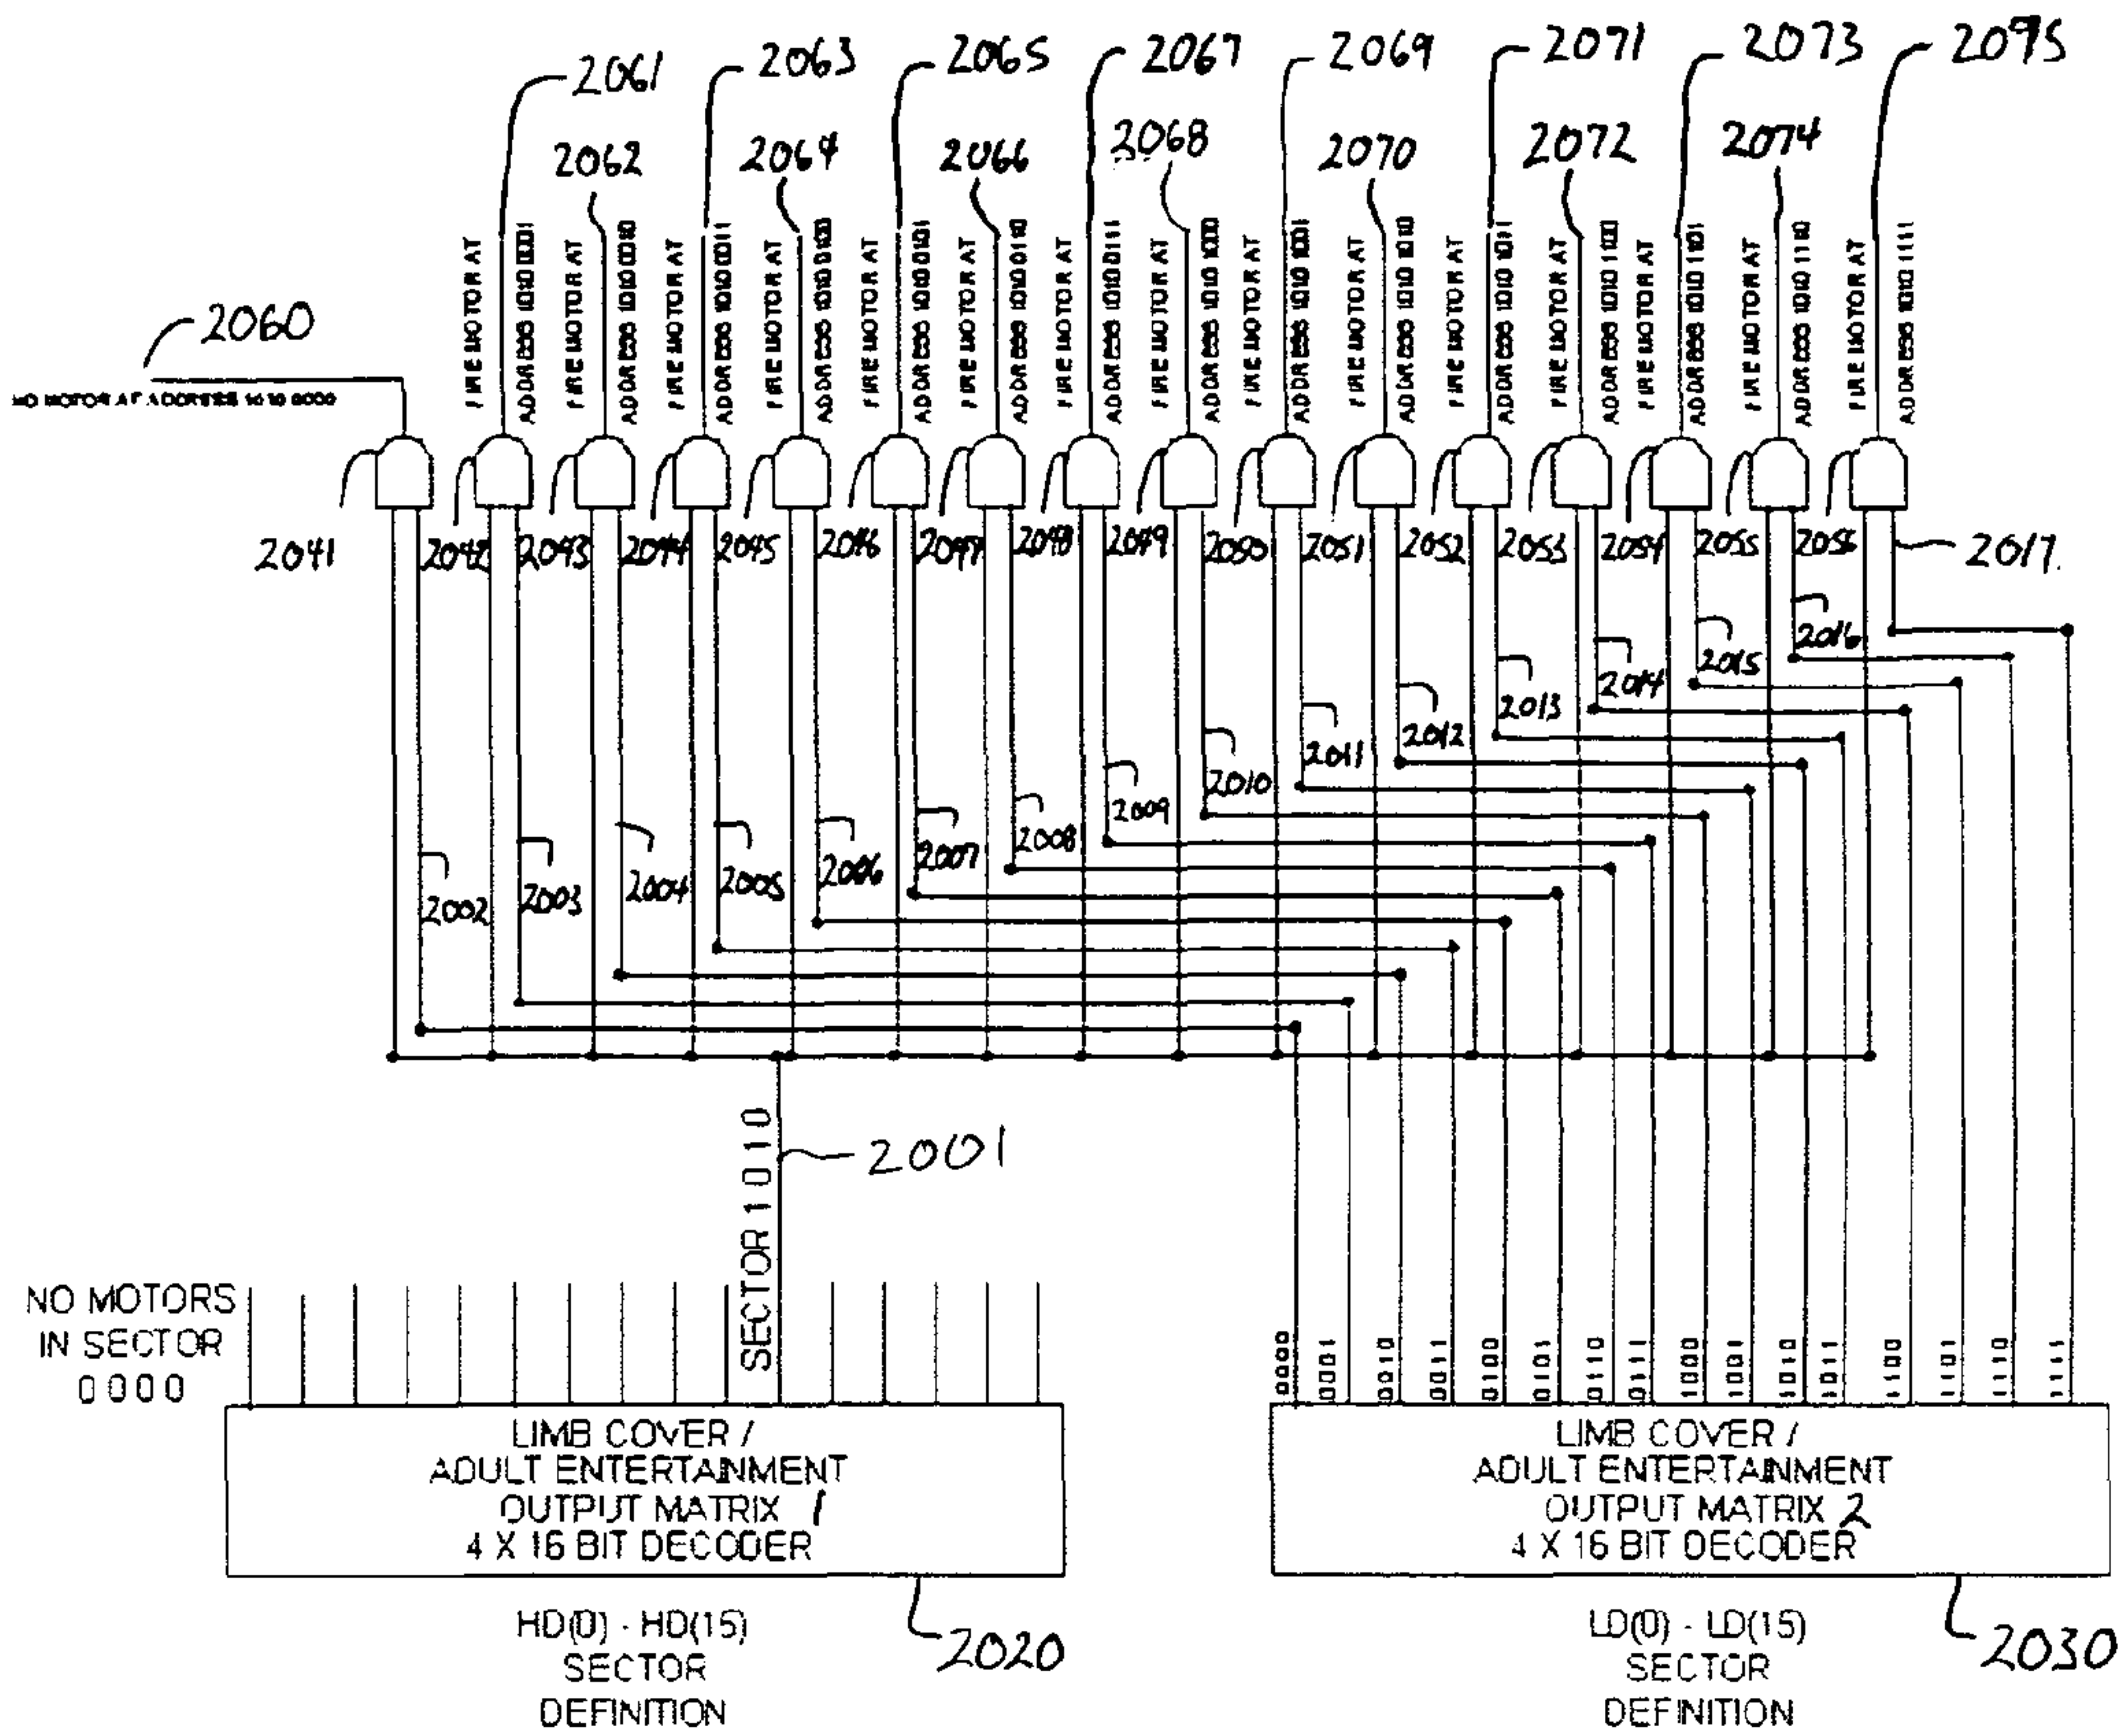 2061
2063
2065
2067
2069
2071
2073
2075
2062
2064
2066
2068
2070
2072
2074
2060
NO MOTOR AT ADDRESS 1010 0000
FIRE MOTOR AT
ADDRESS 1010 0001
FIRE MOTOR AT
ADDRESS 1010 0010
FIRE MOTOR AT
ADDRESS 1010 0011
FIRE MOTOR AT
ADDRESS 1010 0100
FIRE MOTOR AT
ADDRESS 1010 0101
FIRE MOTOR AT
ADDRESS 1010 0110
FIRE MOTOR AT
ADDRESS 1010 0111
FIRE MOTOR AT
ADDRESS 1010 1000
FIRE MOTOR AT
ADDRESS 1010 1001
FIRE MOTOR AT
ADDRESS 1010 1010
FIRE MOTOR AT
ADDRESS 1010 1011
FIRE MOTOR AT
ADDRESS 1010 1100
FIRE MOTOR AT
ADDRESS 1010 1101
FIRE MOTOR AT
ADDRESS 1010 1110
FIRE MOTOR AT
ADDRESS 1010 1111
2041
2042
2043
2044
2045
2046
2047
2048
2049
2050
2051
2052
2053
2054
2055
2056
2017
2016
2015
2014
2013
2012
2011
2010
2009
2008
2007
2006
2005
2004
2003
2002
SECTOR 1010
2001
NO MOTORS
IN SECTOR
0000
0000
0001
0010
0011
0100
0101
0110
0111
1000
1001
1010
1011
1100
1101
1110
1111
LIMB COVER /
ADULT ENTERTAINMENT
OUTPUT MATRIX 1
4 X 16 BIT DECODER
LIMB COVER /
ADULT ENTERTAINMENT
OUTPUT MATRIX 2
4 X 16 BIT DECODER
HD(0) - HD(15)
SECTOR
DEFINITION
2020
LD(0) - LD(15)
SECTOR
DEFINITION
2030